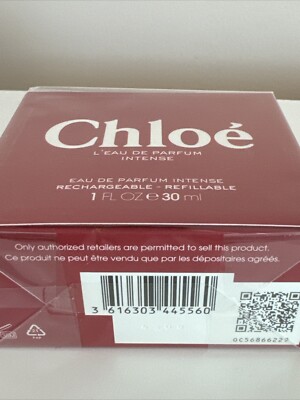 Chloé
L'EAU DE PARFUM
INTENSE
EAU DE PARFUM INTENSE
RECHARGEABLE - REFILLABLE
1 FL OZ e 30 ml
Only authorized retailers are permitted to sell this product.
Ce produit ne peut être vendu que par les dépositaires agréés.
3 616303 445560
OC56866220